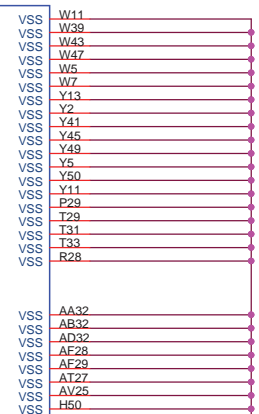 VSS W11
VSS W39
VSS W43
VSS W47
VSS W5
VSS W7
VSS Y13
VSS Y2
VSS Y41
VSS Y45
VSS Y49
VSS Y5
VSS Y50
VSS Y11
VSS P29
VSS T29
VSS T31
VSS T33
VSS R28
VSS AA32
VSS AB32
VSS AD32
VSS AF28
VSS AF29
VSS AT27
VSS AV25
VSS H50